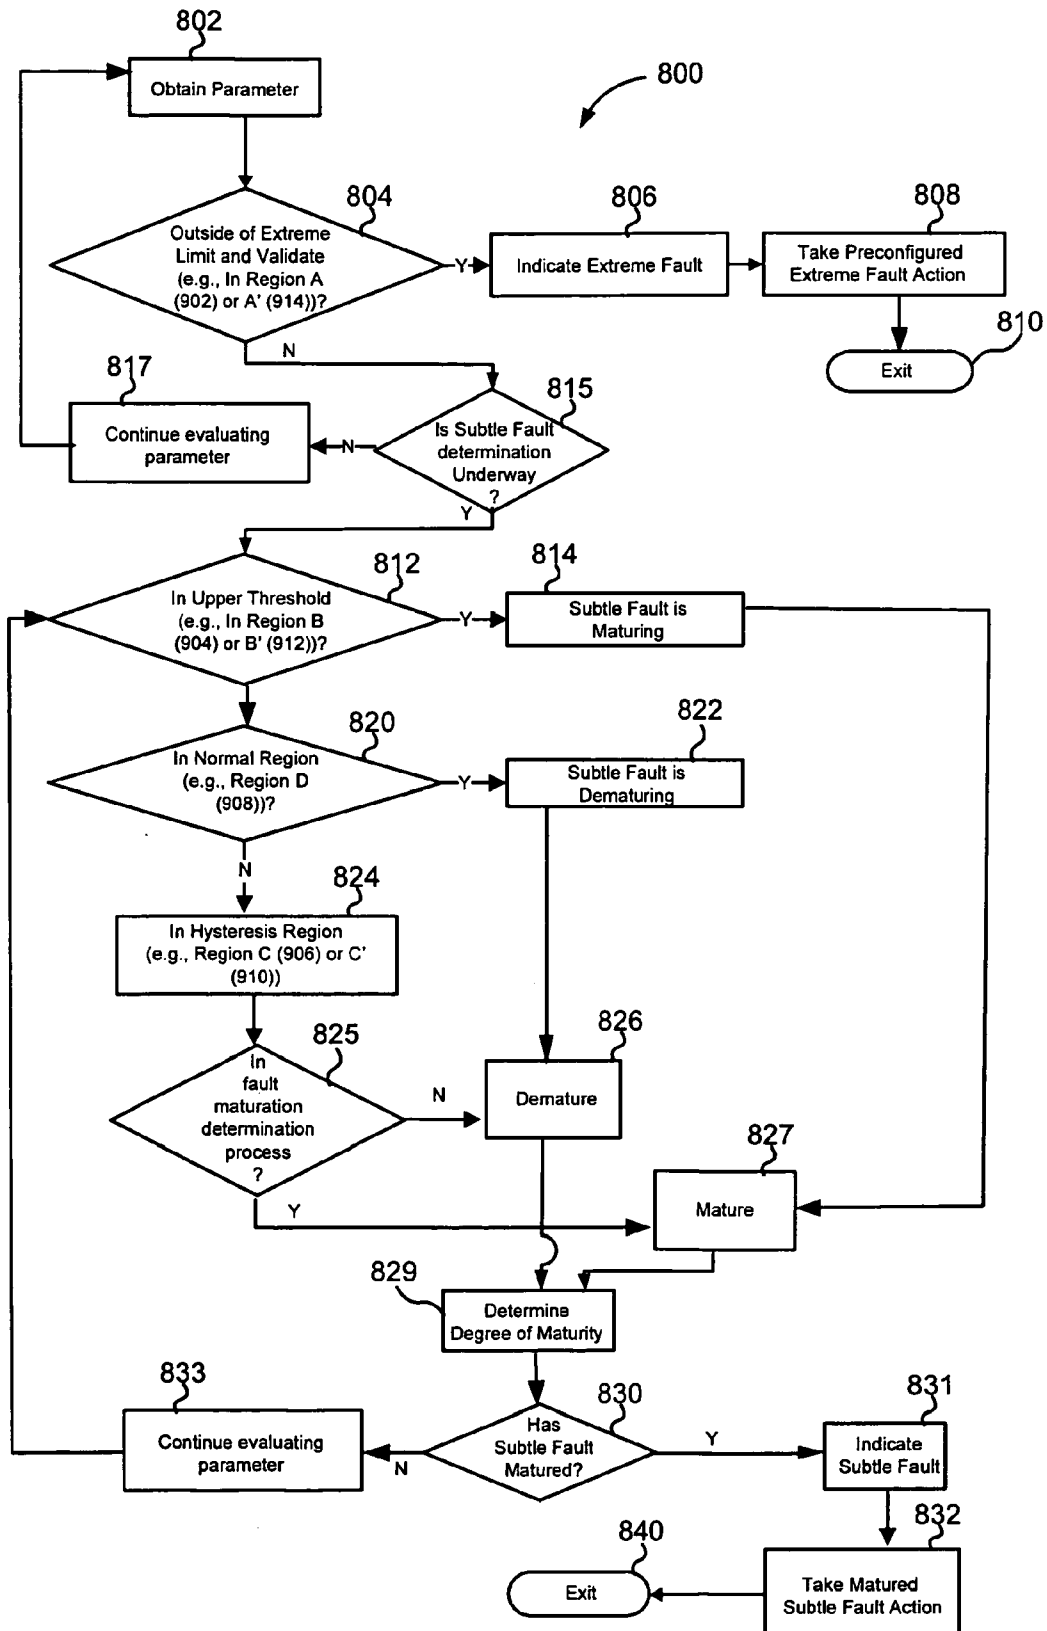 802
Obtain Parameter
800
804
Outside of Extreme
Limit and Validate
(e.g., In Region A
(902) or A' (914))?
Y
806
Indicate Extreme Fault
808
Take Preconfigured
Extreme Fault Action
810
Exit
N
817
Continue evaluating
parameter
N
815
Is Subtle Fault
determination
Underway
?
Y
812
In Upper Threshold
(e.g., In Region B
(904) or B' (912))?
Y
814
Subtle Fault is
Maturing
820
In Normal Region
(e.g., Region D
(908))?
Y
822
Subtle Fault is
Dematuring
N
824
In Hysteresis Region
(e.g., Region C (906) or C'
(910))
825
In
fault
maturation
determination
process
?
N
826
Demature
Y
827
Mature
829
Determine
Degree of Maturity
833
Continue evaluating
parameter
N
830
Has
Subtle Fault
Matured?
Y
831
Indicate
Subtle Fault
832
Take Matured
Subtle Fault Action
840
Exit